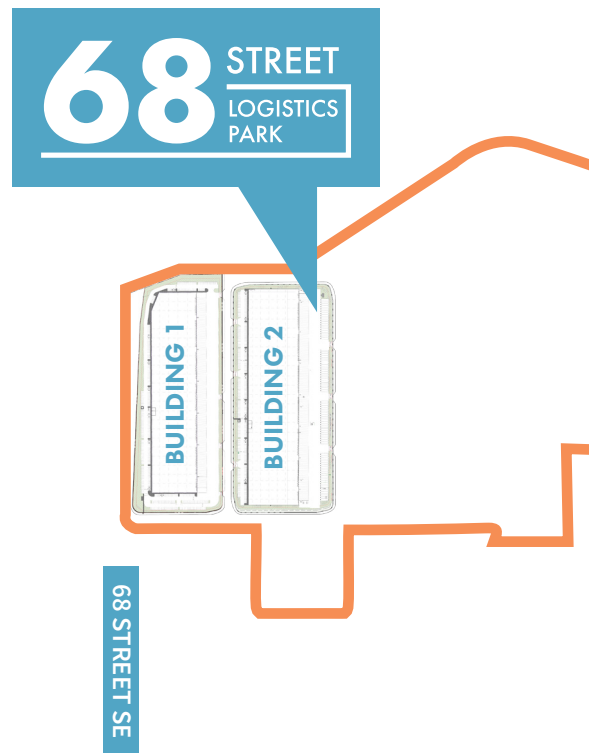 68 STREET
LOGISTICS
PARK
BUILDING 1
BUILDING 2
68 STREET SE